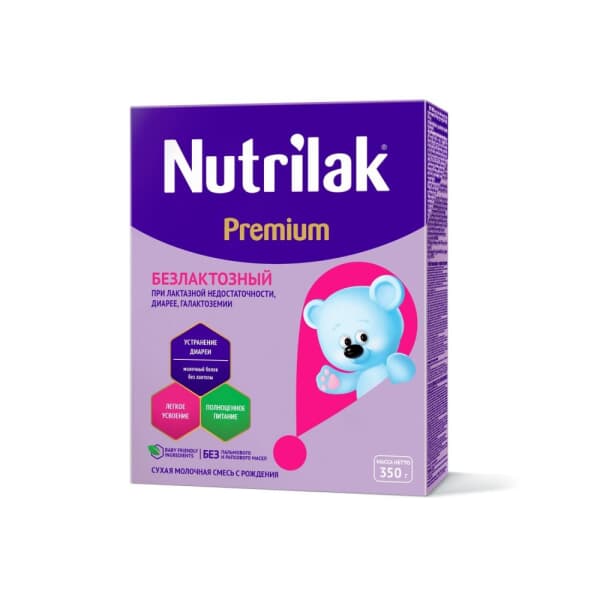 Nutrilak®
Premium
БЕЗЛАКТОЗНЫЙ
ПРИ ЛАКТАЗНОЙ НЕДОСТАТОЧНОСТИ,
ДИАРЕЕ, ГАЛАКТОЗЕМИИ
УСТРАНЕНИЕ
ДИАРЕИ
молочный белок
без лактозы
ЛЕГКОЕ
УСВОЕНИЕ
ПОЛНОЦЕННОЕ
ПИТАНИЕ
BABY FRIENDLY
INGREDIENTS
БЕЗ ПАЛЬМОВОГО
И РАПСОВОГО МАСЕЛ
СУХАЯ МОЛОЧНАЯ СМЕСЬ С РОЖДЕНИЯ
МАССА НЕТТО
350 г